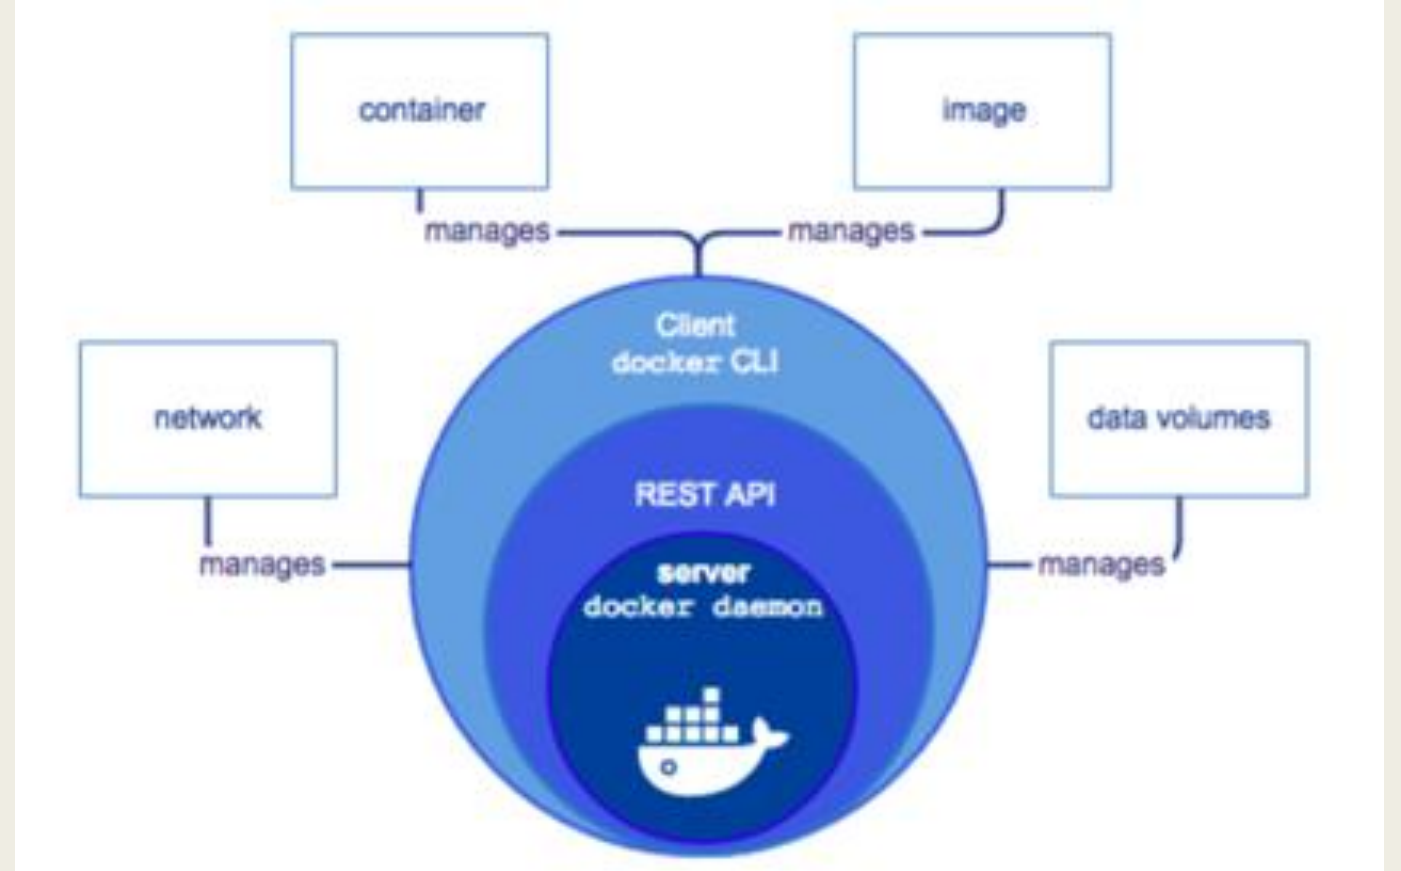 container
image
manages
manages
Client
docker CLI
network
data volumes
REST API
manages
manages
server
docker daemon